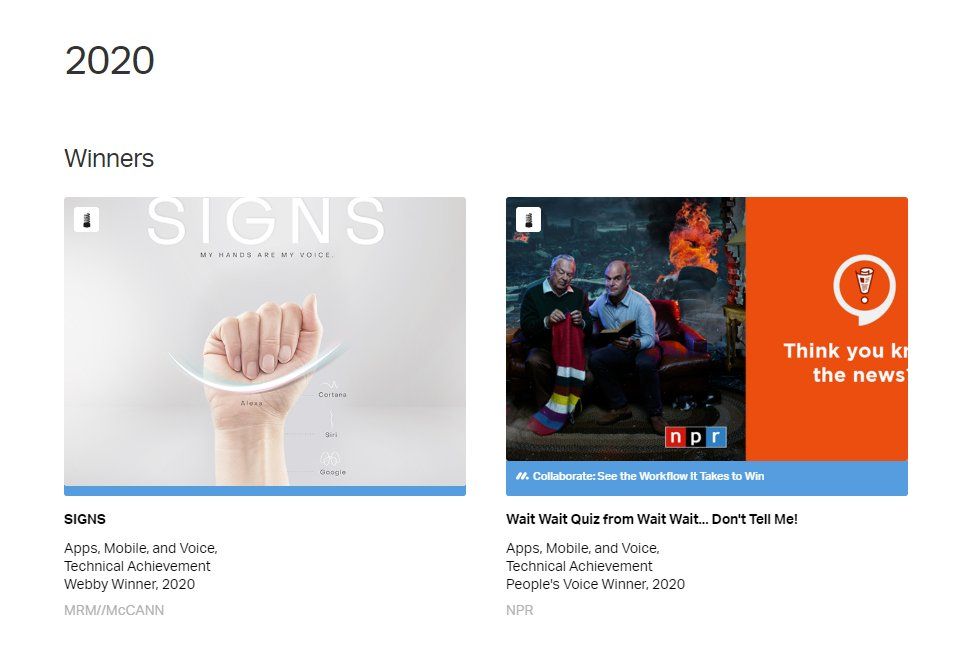 2020
Winners
SIGNS
MY HANDS ARE MY VOICE.
Alexa
Cortana
Siri
Google
SIGNS
Apps, Mobile, and Voice,
Technical Achievement
Webby Winner, 2020
MRM//McCANN
Think you kn
the news?
npr
Collaborate: See the Workflow It Takes to Win
Wait Wait Quiz from Wait Wait... Don't Tell Me!
Apps, Mobile, and Voice,
Technical Achievement
People's Voice Winner, 2020
NPR